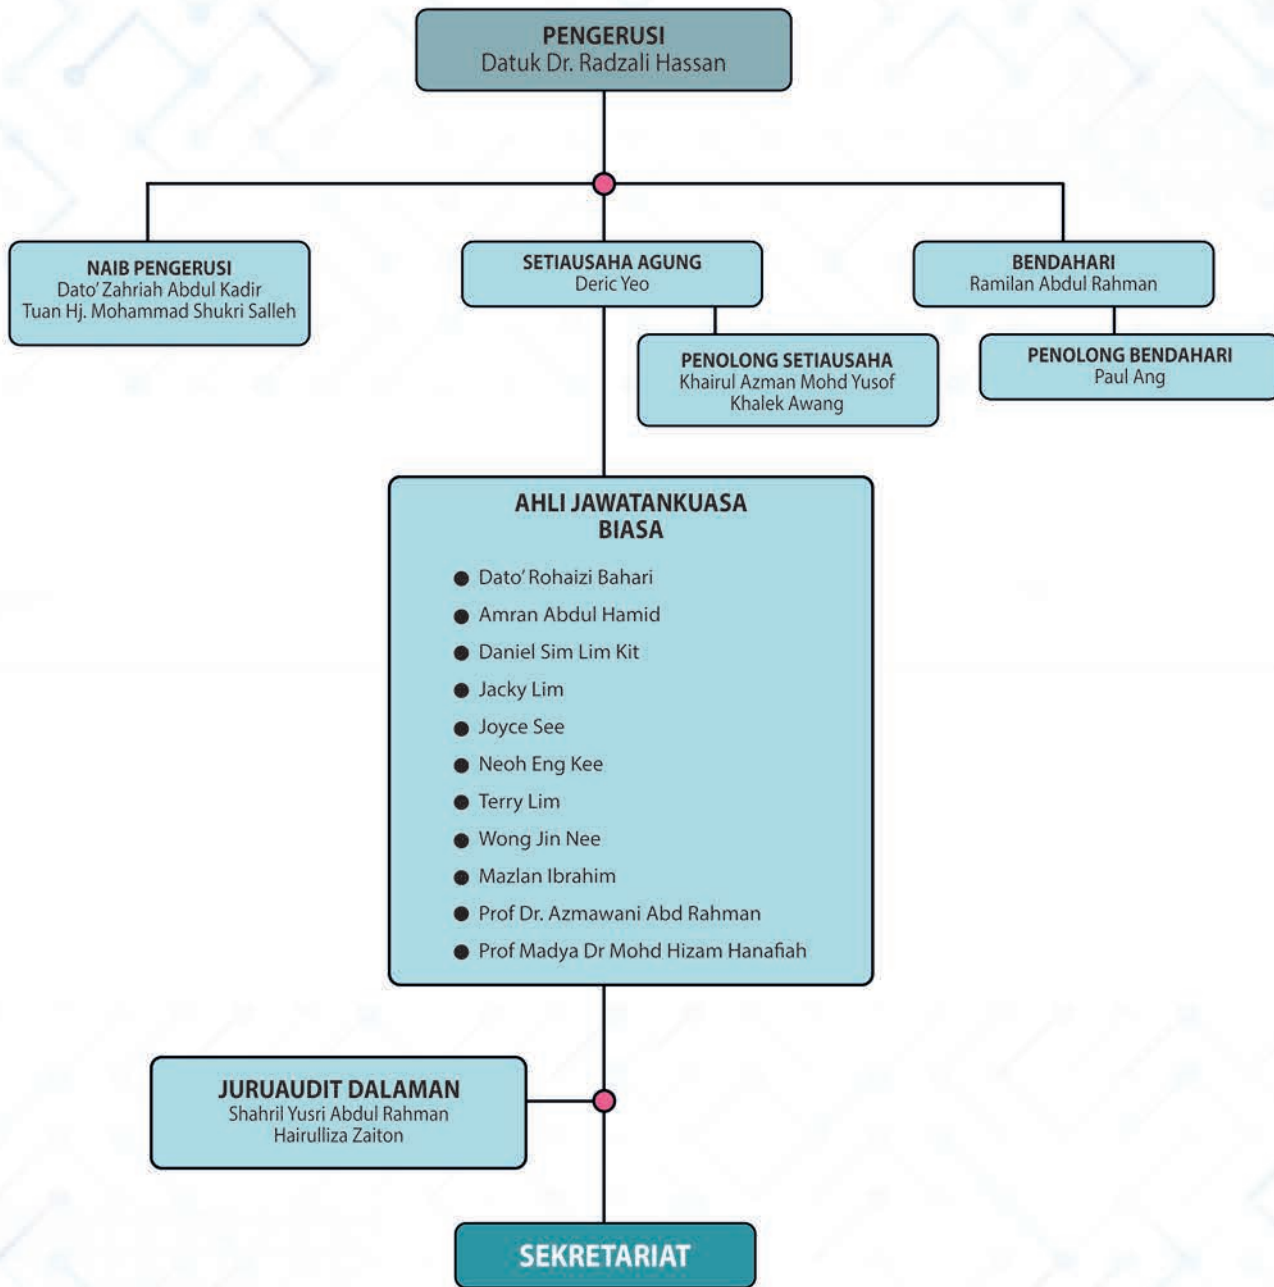 PENGERUSI
Datuk Dr. Radzali Hassan
NAIB PENGERUSI
Dato' Zahriah Abdul Kadir
Tuan Hj. Mohammad Shukri Salleh
SETIAUSAHA AGUNG
Deric Yeo
BENDAHARI
Ramilan Abdul Rahman
PENOLONG SETIAUSAHA
Khairul Azman Mohd Yusof
Khalek Awang
PENOLONG BENDAHARI
Paul Ang
AHLI JAWATANKUASA
BIASA
● Dato' Rohaizi Bahari
● Amran Abdul Hamid
● Daniel Sim Lim Kit
● Jacky Lim
● Joyce See
● Neoh Eng Kee
● Terry Lim
● Wong Jin Nee
● Mazlan Ibrahim
● Prof Dr. Azmawani Abd Rahman
● Prof Madya Dr Mohd Hizam Hanafiah
JURUAUDIT DALAMAN
Shahril Yusri Abdul Rahman
Hairulliza Zaiton
SEKRETARIAT